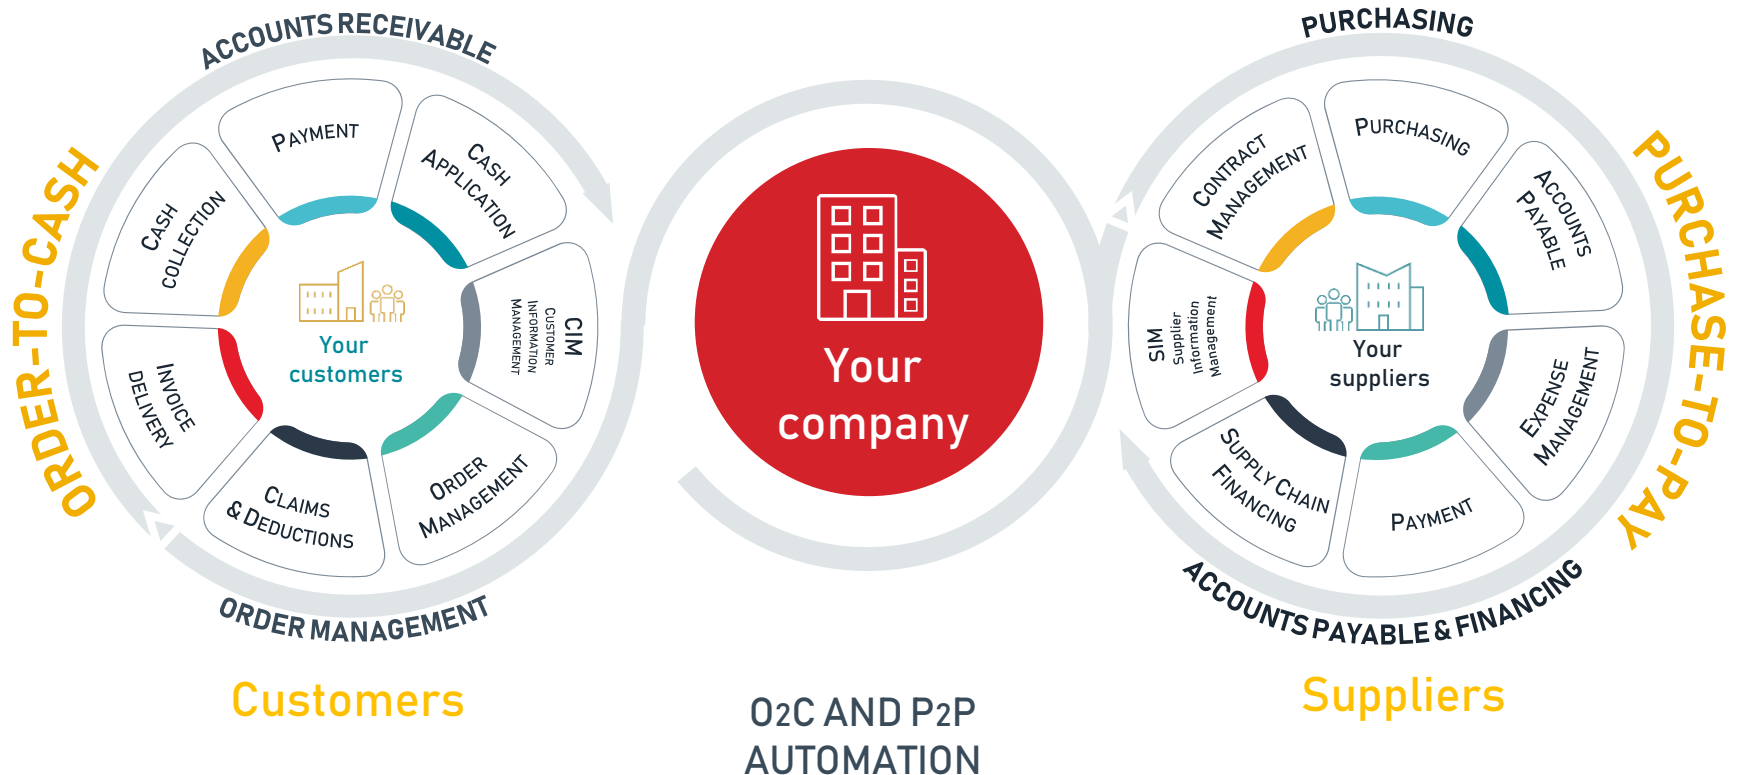 ACCOUNTS RECEIVABLE
ORDER-TO-CASH
PAYMENT
CASH
APPLICATION
CIM
CUSTOMER
INFORMATION
MANAGEMENT
ORDER
MANAGEMENT
CLAIMS
& DEDUCTIONS
INVOICE
DELIVERY
CASH
COLLECTION
Your
customers
ORDER MANAGEMENT
Customers
Your
company
O2C AND P2P
AUTOMATION
PURCHASING
PURCHASE-TO-PAY
PURCHASING
ACCOUNTS
PAYABLE
EXPENSE
MANAGEMENT
PAYMENT
SUPPLY CHAIN
FINANCING
SIM
Supplier
Information
Management
CONTRACT
MANAGEMENT
Your
suppliers
ACCOUNTS PAYABLE & FINANCING
Suppliers